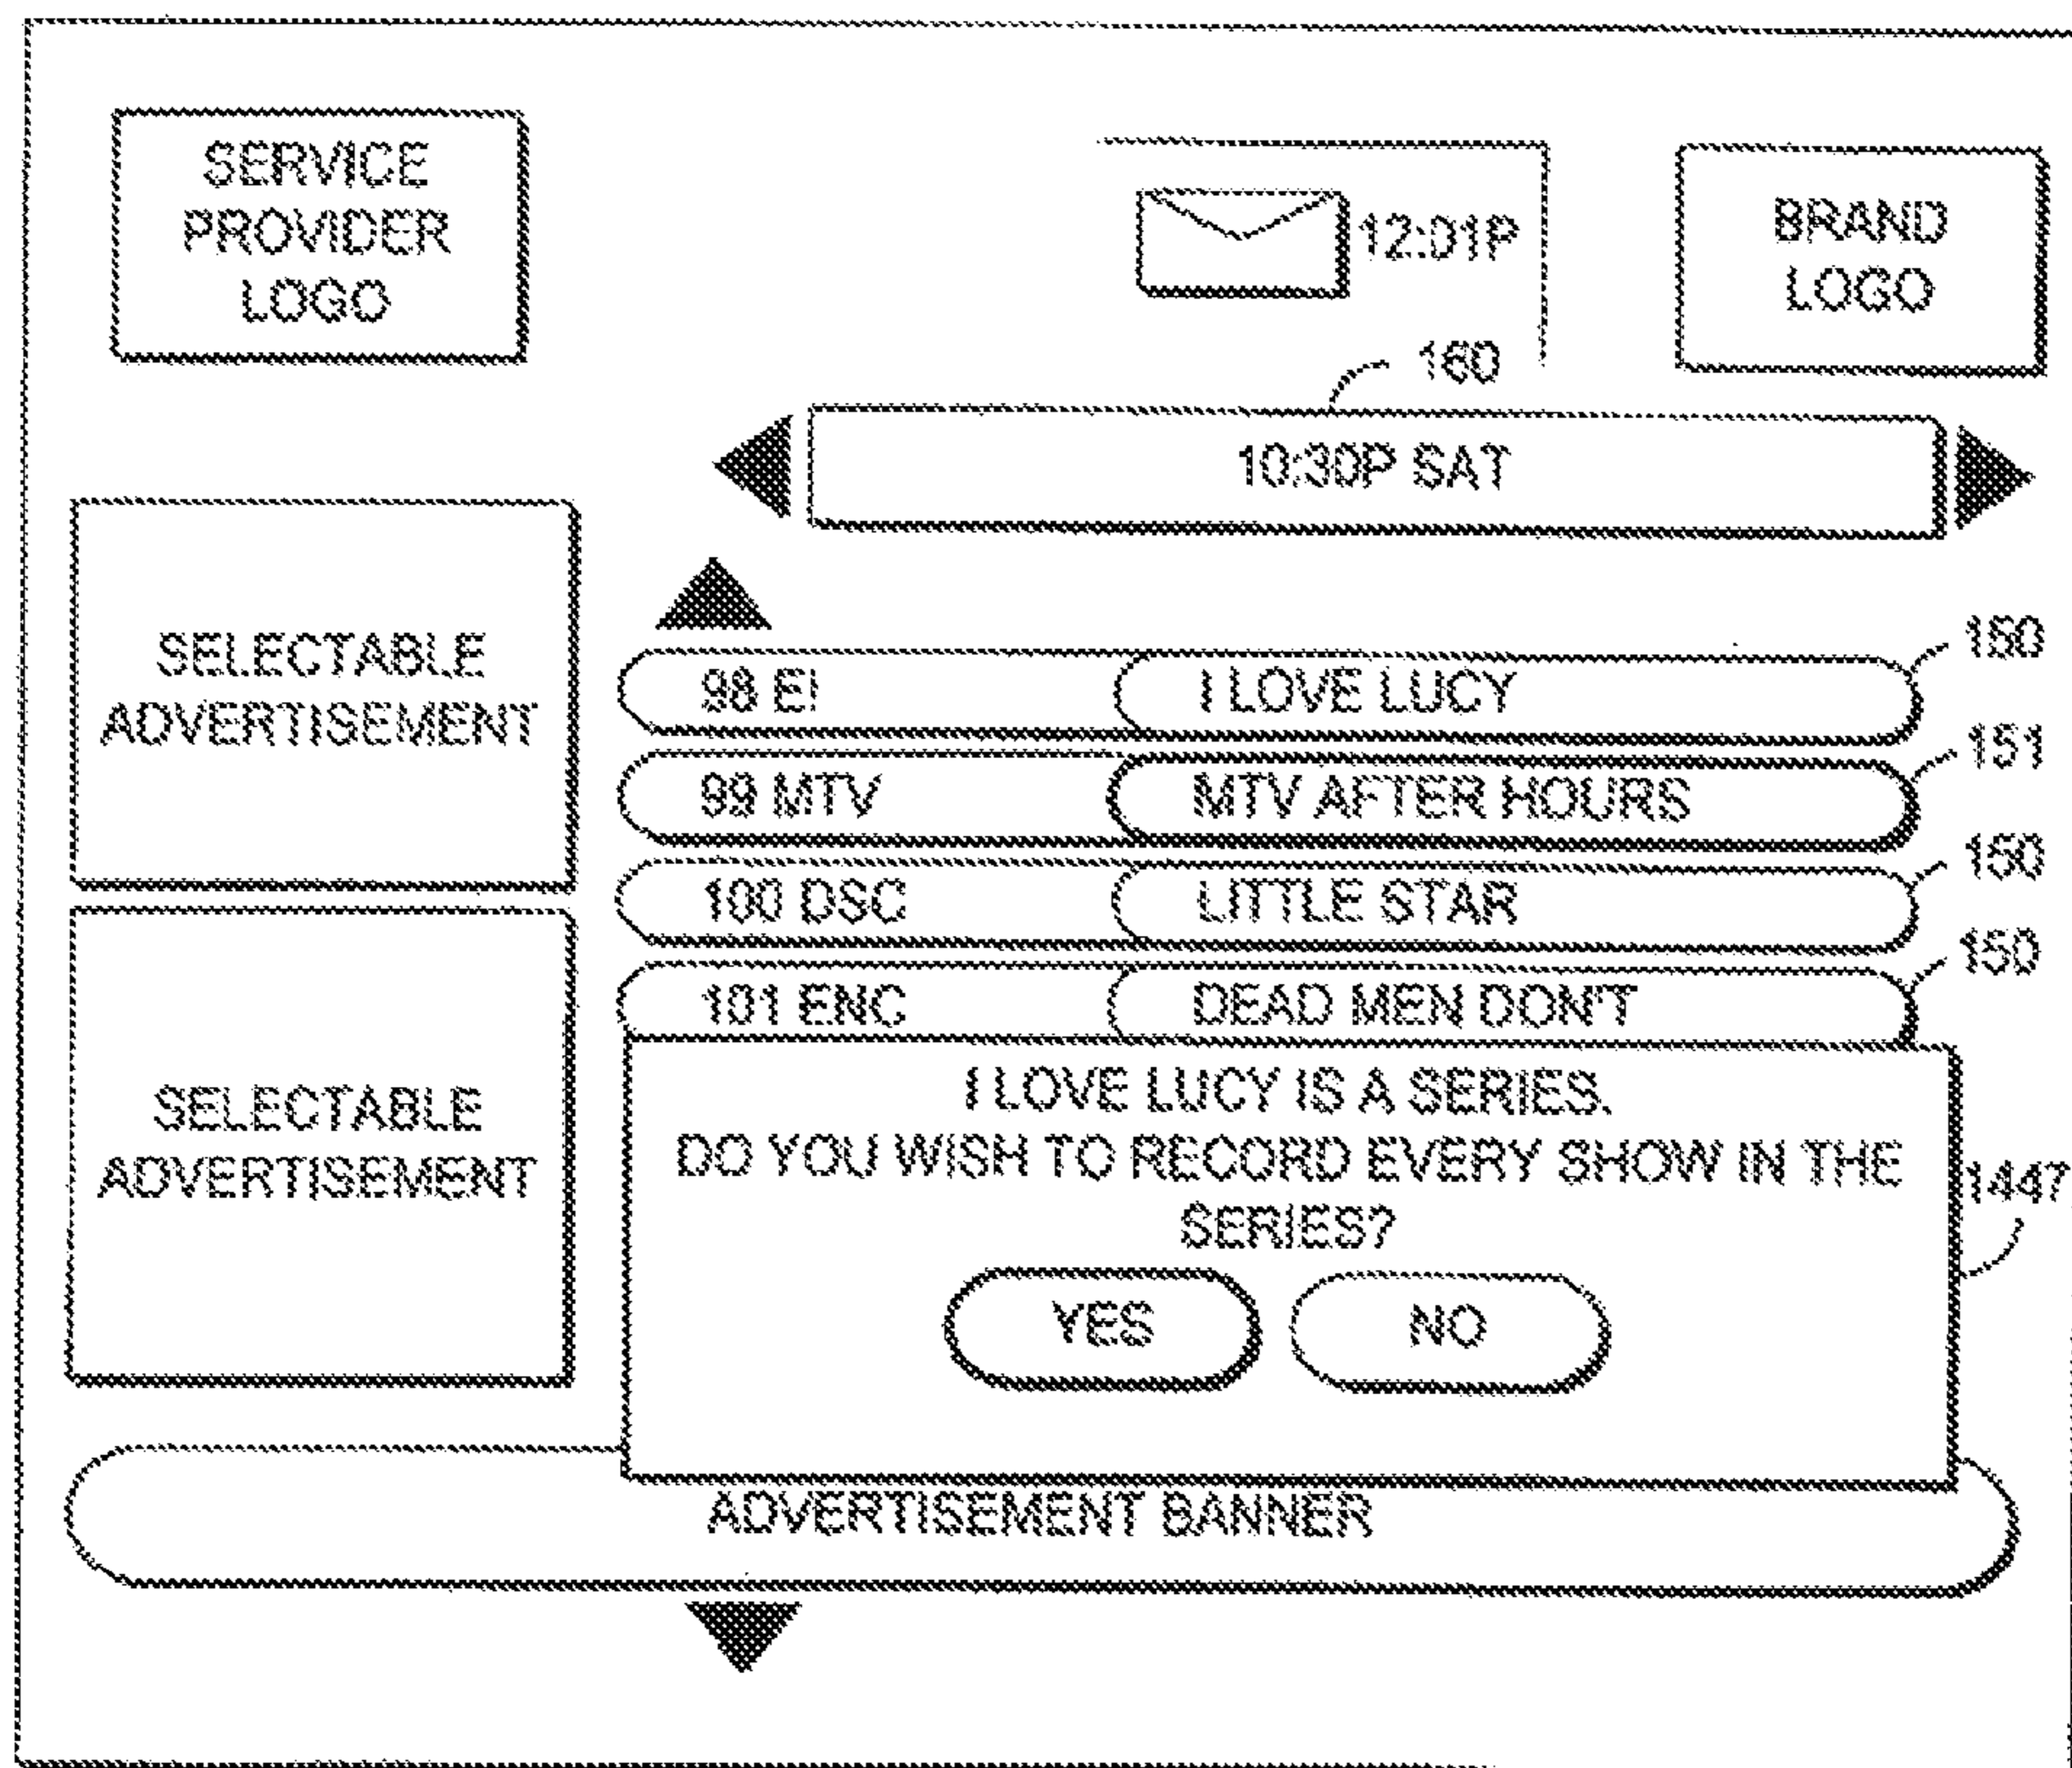 SERVICE
PROVIDER
LOGO
12:01P
BRAND
LOGO
160
10:30P SAT
SELECTABLE
ADVERTISEMENT
150
98 E! I LOVE LUCY
151
99 MTV MTV AFTER HOURS
150
100 DSC LITTLE STAR
150
101 ENC DEAD MEN DON'T
SELECTABLE
ADVERTISEMENT
I LOVE LUCY IS A SERIES.
DO YOU WISH TO RECORD EVERY SHOW IN THE
SERIES?
1447
YES NO
ADVERTISEMENT BANNER